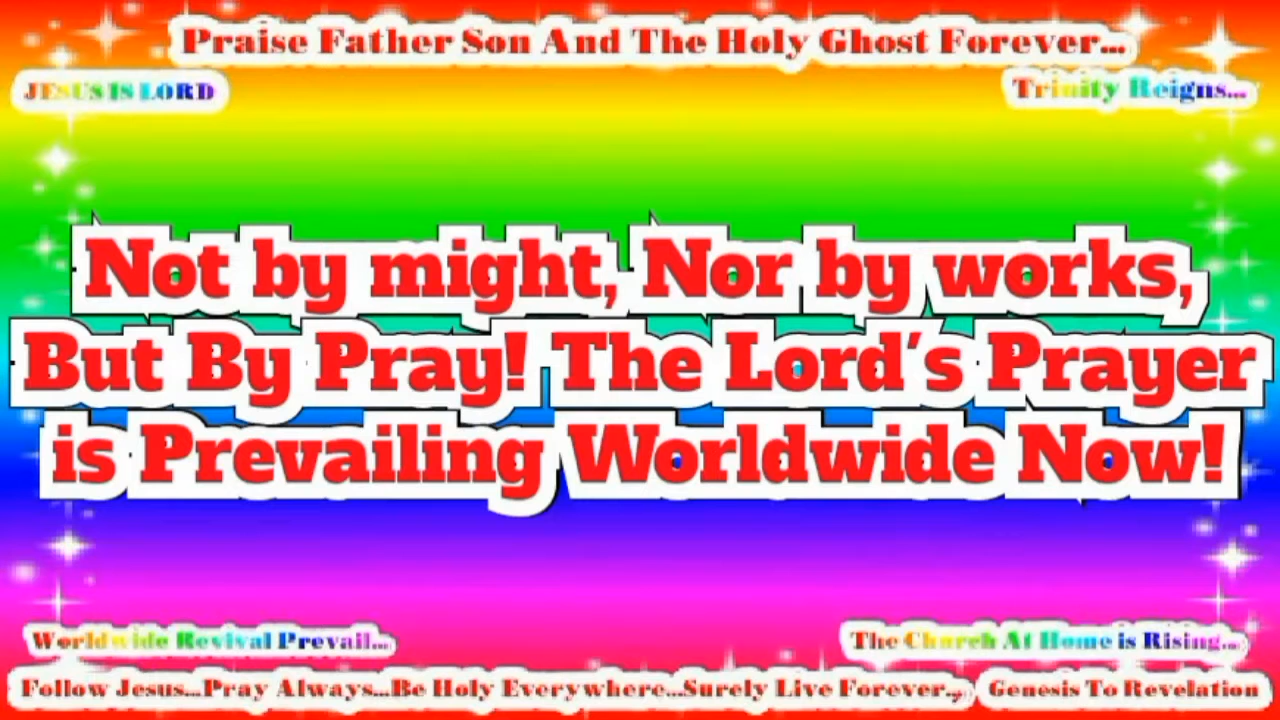 Praise Father Son And The Holy Ghost Forever...
JESUS IS LORD
Trinity Reigns...
Not by might, Nor by works,
But By Pray! The Lord's Prayer
is Prevailing Worldwide Now!
Worldwide Revival Prevail...
The Church At Home is Rising...
Follow Jesus...Pray Always...Be Holy Everywhere...Surely Live Forever...
Genesis To Revelation